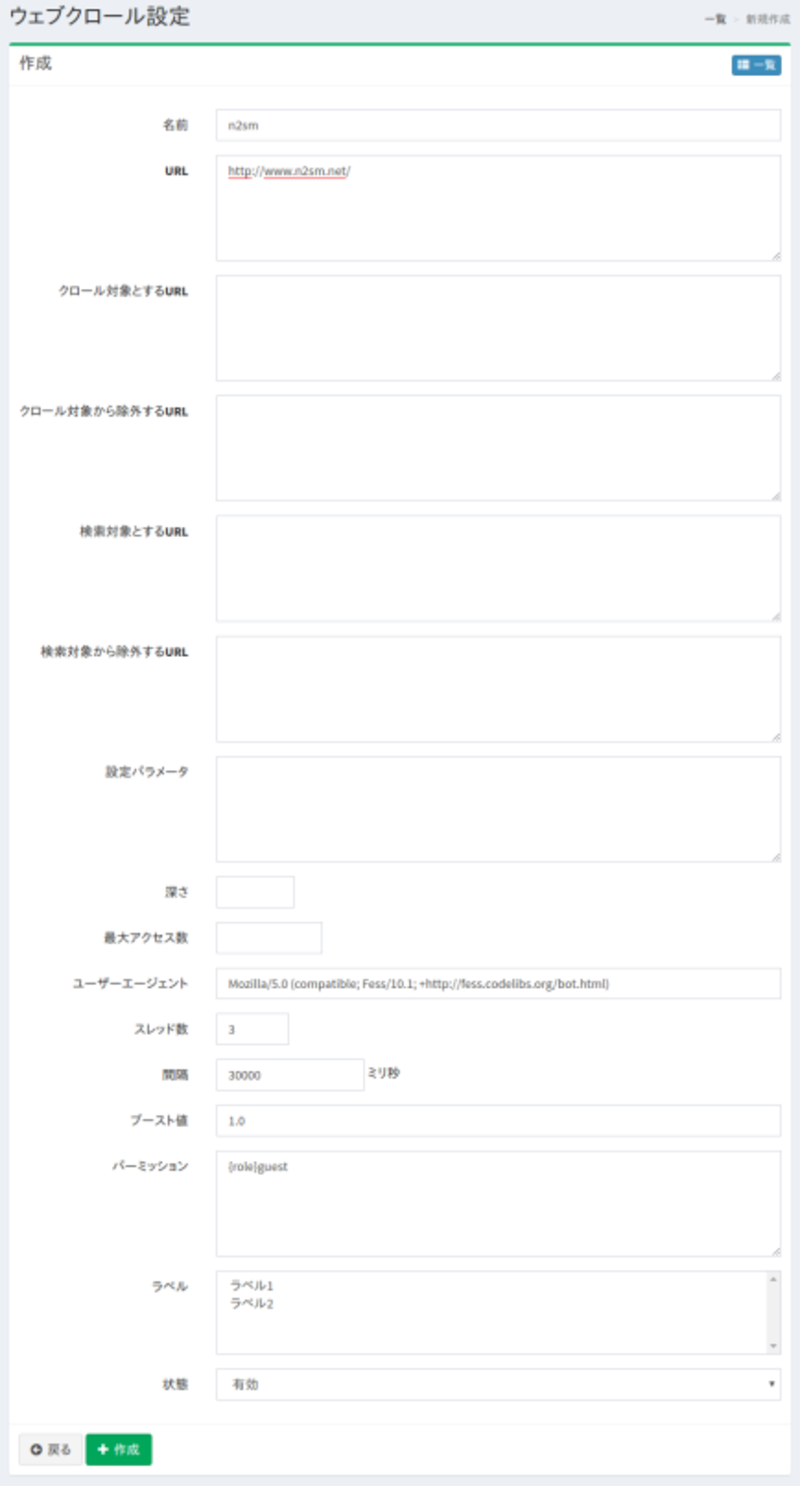 ウェブクロール設定
一覧 > 新規作成
作成
一覧
名前 n2sm
URL http://www.n2sm.net/
クロール対象とするURL
クロール対象から除外するURL
検索対象とするURL
検索対象から除外するURL
設定パラメータ
深さ
最大アクセス数
ユーザーエージェント Mozilla/5.0 (compatible; Fess/10.1; +http://fess.codelibs.org/bot.html)
スレッド数 3
間隔 30000 ミリ秒
ブースト値 1.0
パーミッション {role}guest
ラベル ラベル1
ラベル2
状態 有効
戻る 作成